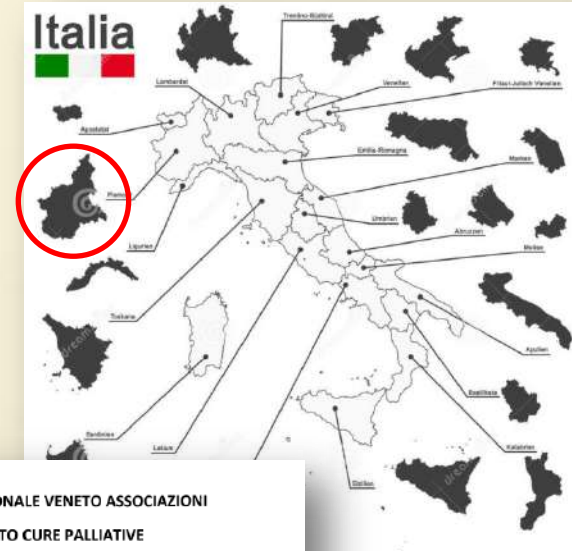 Italia
Trentino-Südtirol
Lombardei
Venetien
Friaul-Julisch Venetien
Aostatal
Emilia-Romagna
Marken
Piemo
Umbrien
Abruzzen
Ligurien
Molise
Toskana
Apulien
Basilikata
Sardinien
Latium
Kalabrien
Sizilien
ONALE VENETO ASSOCIAZIONI
TO CURE PALLIATIVE